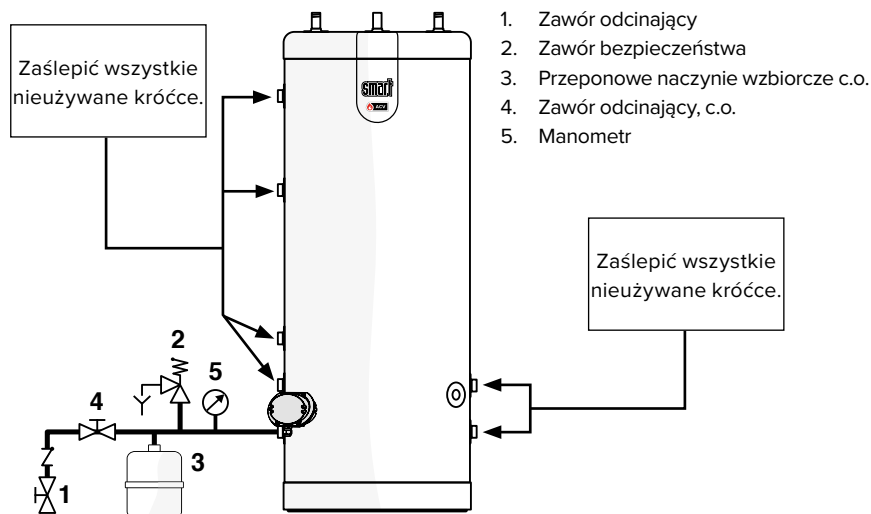 Zaślepić wszystkie
nieużywane króćce.
smart
ACV
1. Zawór odcinający
2. Zawór bezpieczeństwa
3. Przeponowe naczynie wzbiorcze c.o.
4. Zawór odcinający, c.o.
5. Manometr
Zaślepić wszystkie
nieużywane króćce.
2
5
4
3
1